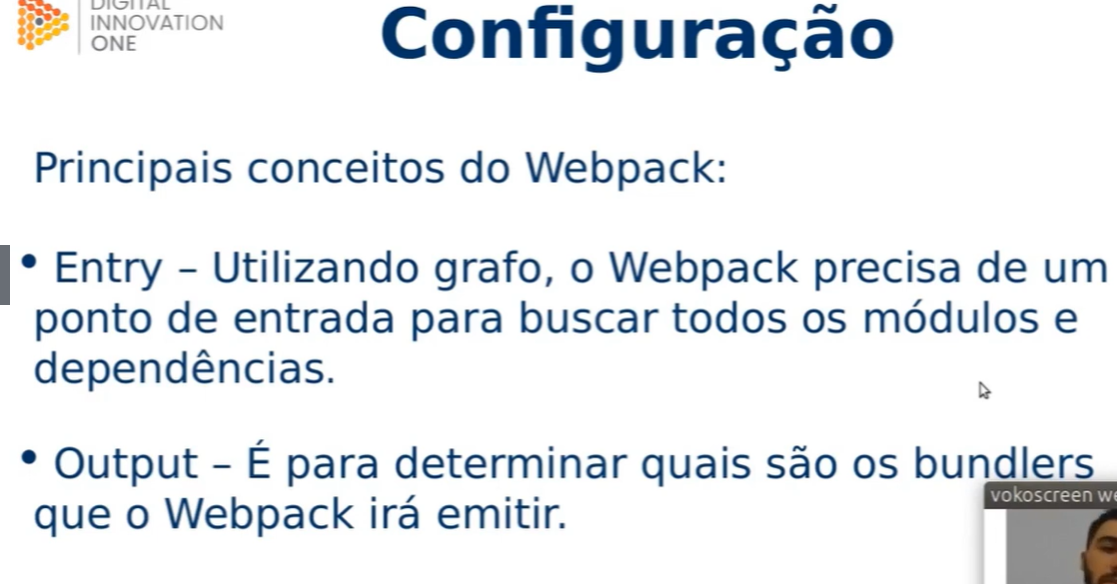 DIGITAL
INNOVATION
ONE
Configuração
Principais conceitos do Webpack:
• Entry – Utilizando grafo, o Webpack precisa de um
ponto de entrada para buscar todos os módulos e
dependências.
• Output – É para determinar quais são os bundlers
que o Webpack irá emitir.
vokoscreen we